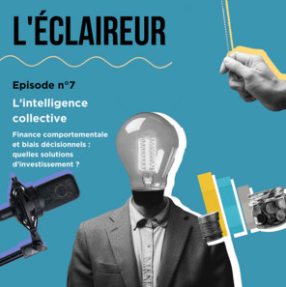 L'ÉCLAIREUR
Episode n°7
L'intelligence
collective
Finance comportementale
et biais décisionnels :
quelles solutions
d'investissement ?